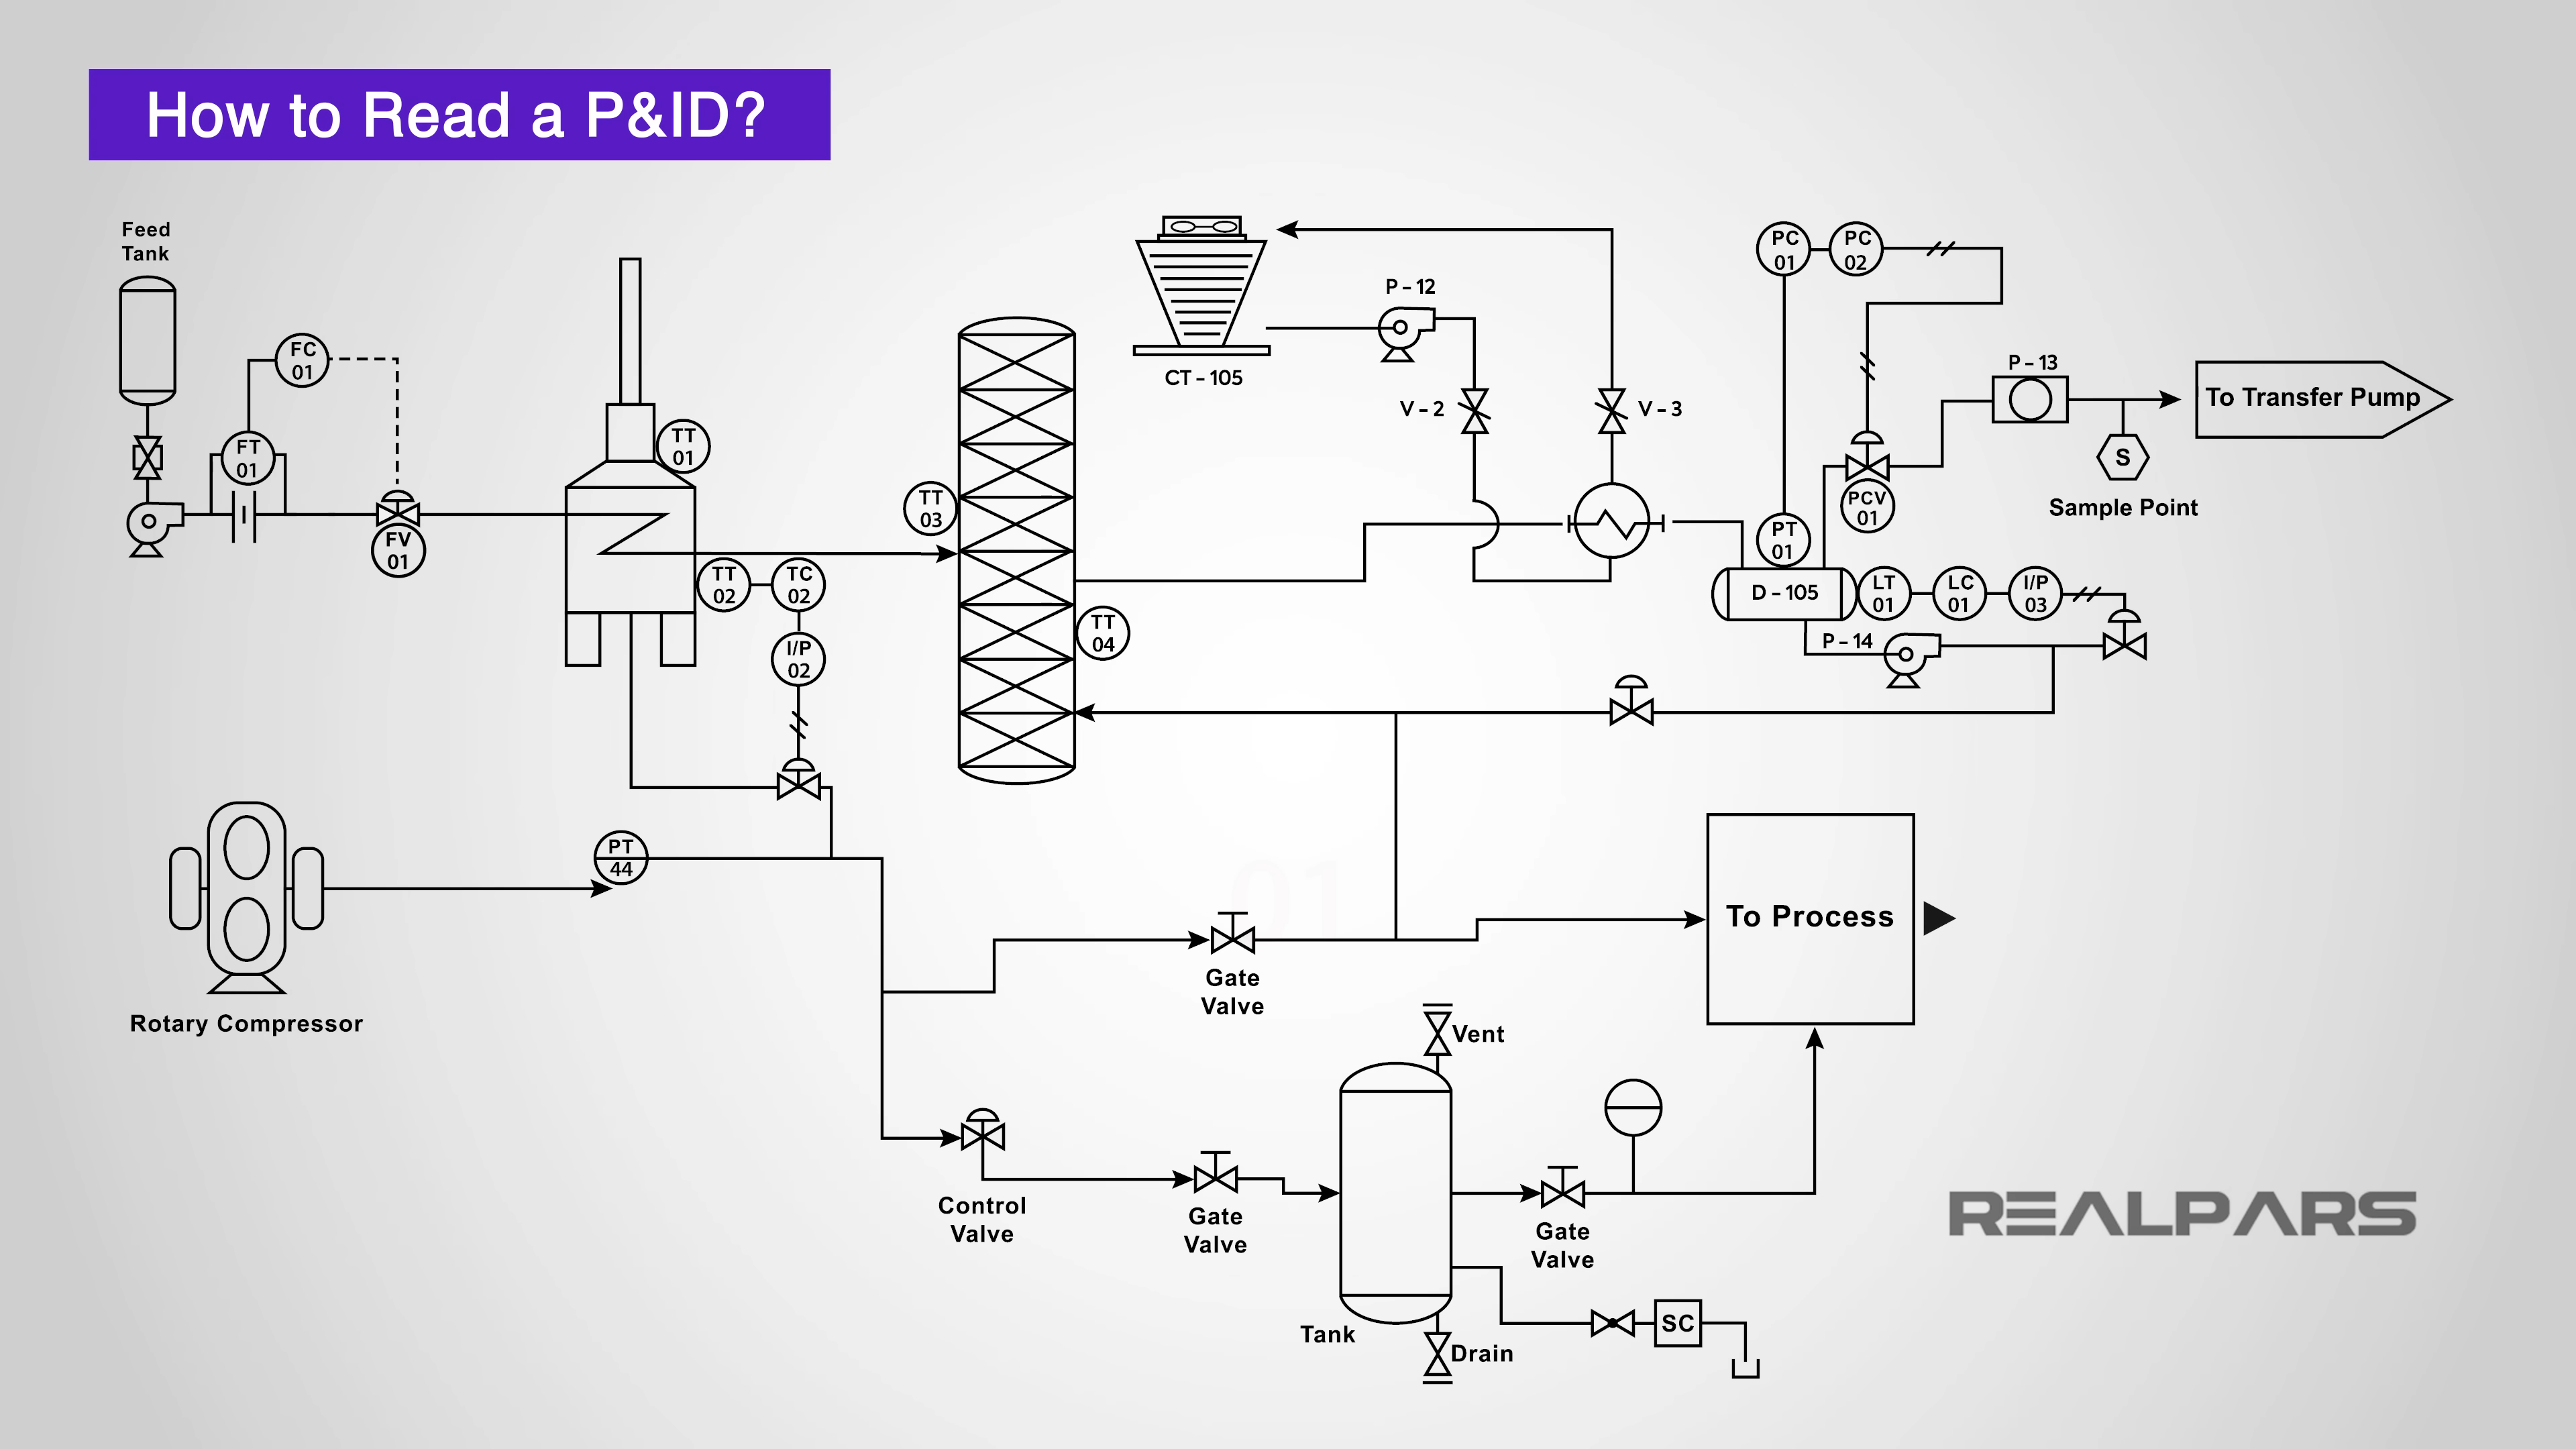 How to Read a P&ID?
Feed
Tank
FC
01
FT
01
FV
01
TT
01
TT
02
TC
02
I/P
02
TT
03
TT
04
CT - 105
P - 12
V - 2
V - 3
PC
01
PC
02
PT
01
PCV
01
P - 13
To Transfer Pump
S
Sample Point
D - 105
LT
01
LC
01
I/P
03
P - 14
PT
44
Rotary Compressor
Gate
Valve
To Process
Vent
Control
Valve
Gate
Valve
Gate
Valve
Tank
Drain
SC
REALPARS
01